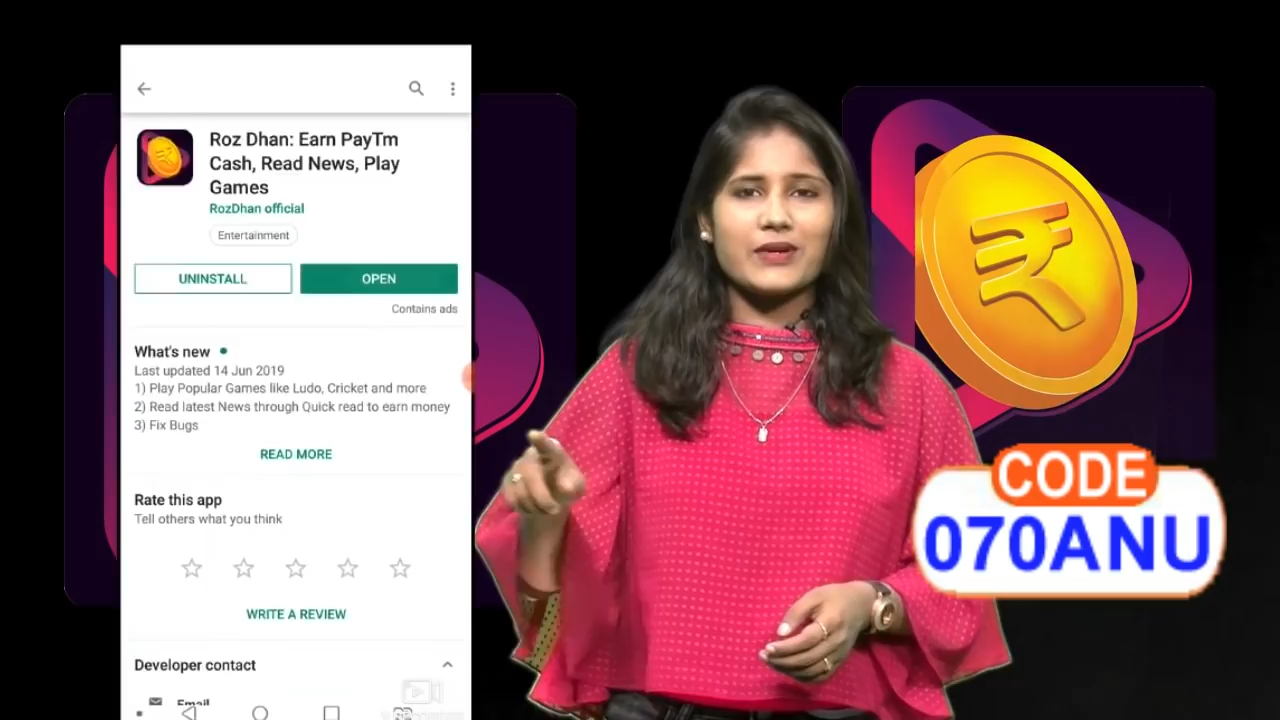 Roz Dhan: Earn PayTm
Cash, Read News, Play
Games
RozDhan official
Entertainment
UNINSTALL
OPEN
Contains ads
What's new
Last updated 14 Jun 2019
1) Play Popular Games like Ludo, Cricket and more
2) Read latest News through Quick read to earn money
3) Fix Bugs
READ MORE
Rate this app
Tell others what you think
WRITE A REVIEW
Developer contact
Email
CODE
070ANU
₹